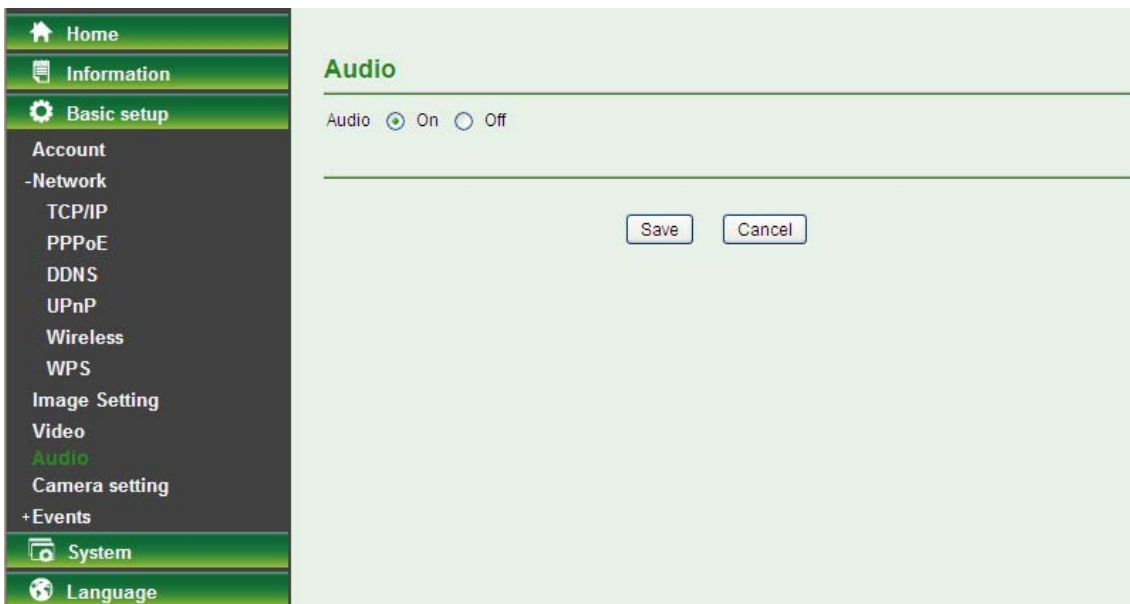 Home
Information
Basic setup
Account
-Network
TCP/IP
PPPoE
DDNS
UPnP
Wireless
WPS
Image Setting
Video
Audio
Camera setting
+Events
System
Language
Audio
Audio On Off
Save Cancel